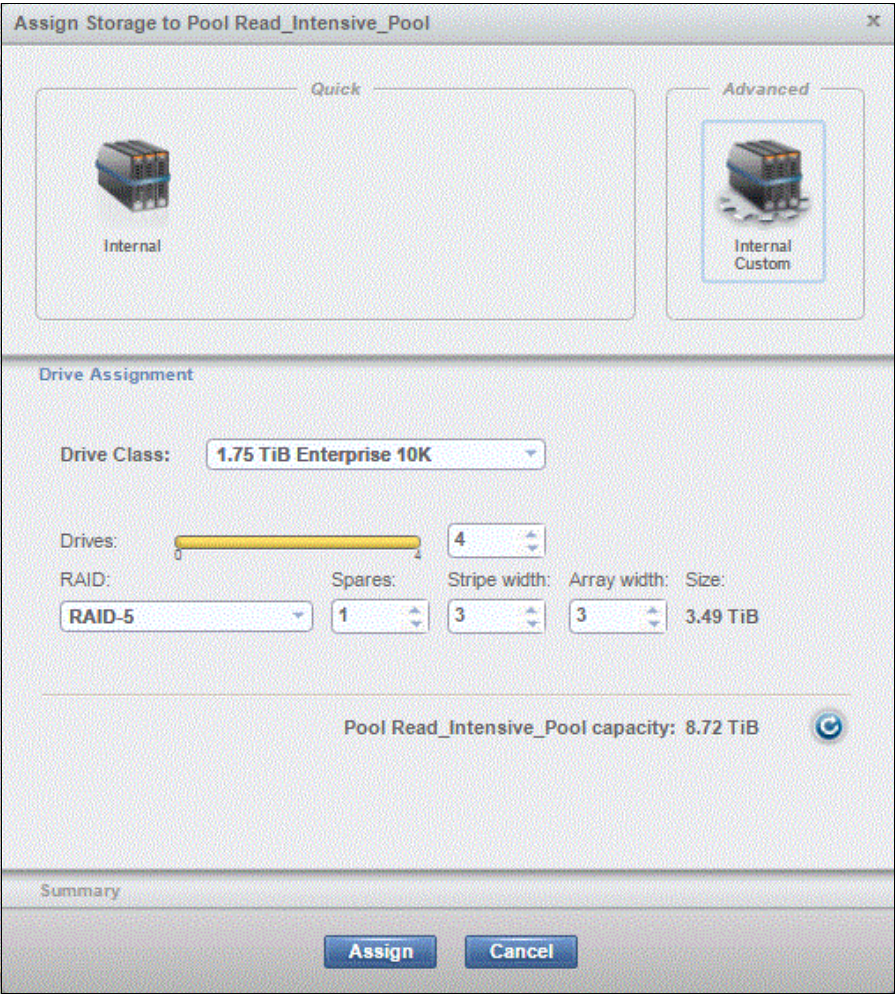 Assign Storage to Pool Read_Intensive_Pool x
Quick
Advanced
Internal
Internal
Custom
Drive Assignment
Drive Class: 1.75 TiB Enterprise 10K
Drives: 0 4 4
RAID: Spares: Stripe width: Array width: Size:
RAID-5 1 3 3 3.49 TiB
Pool Read_Intensive_Pool capacity: 8.72 TiB
Summary
Assign Cancel